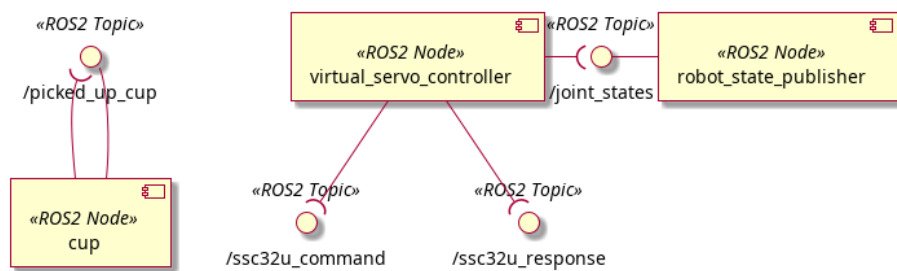 «ROS2 Topic»
/picked_up_cup
«ROS2 Node»
cup
«ROS2 Node»
virtual_servo_controller
«ROS2 Topic»
/joint_states
«ROS2 Node»
robot_state_publisher
«ROS2 Topic»
/ssc32u_command
«ROS2 Topic»
/ssc32u_response